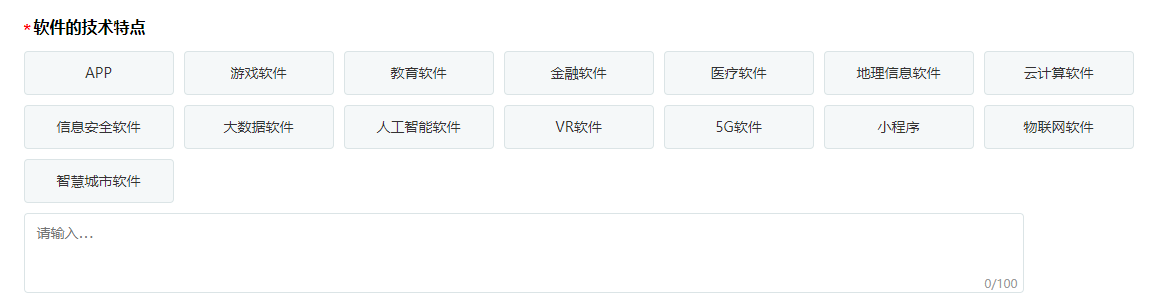 *软件的技术特点
APP 游戏软件 教育软件 金融软件 医疗软件 地理信息软件 云计算软件
信息安全软件 大数据软件 人工智能软件 VR软件 5G软件 小程序 物联网软件
智慧城市软件
请输入...
0/100